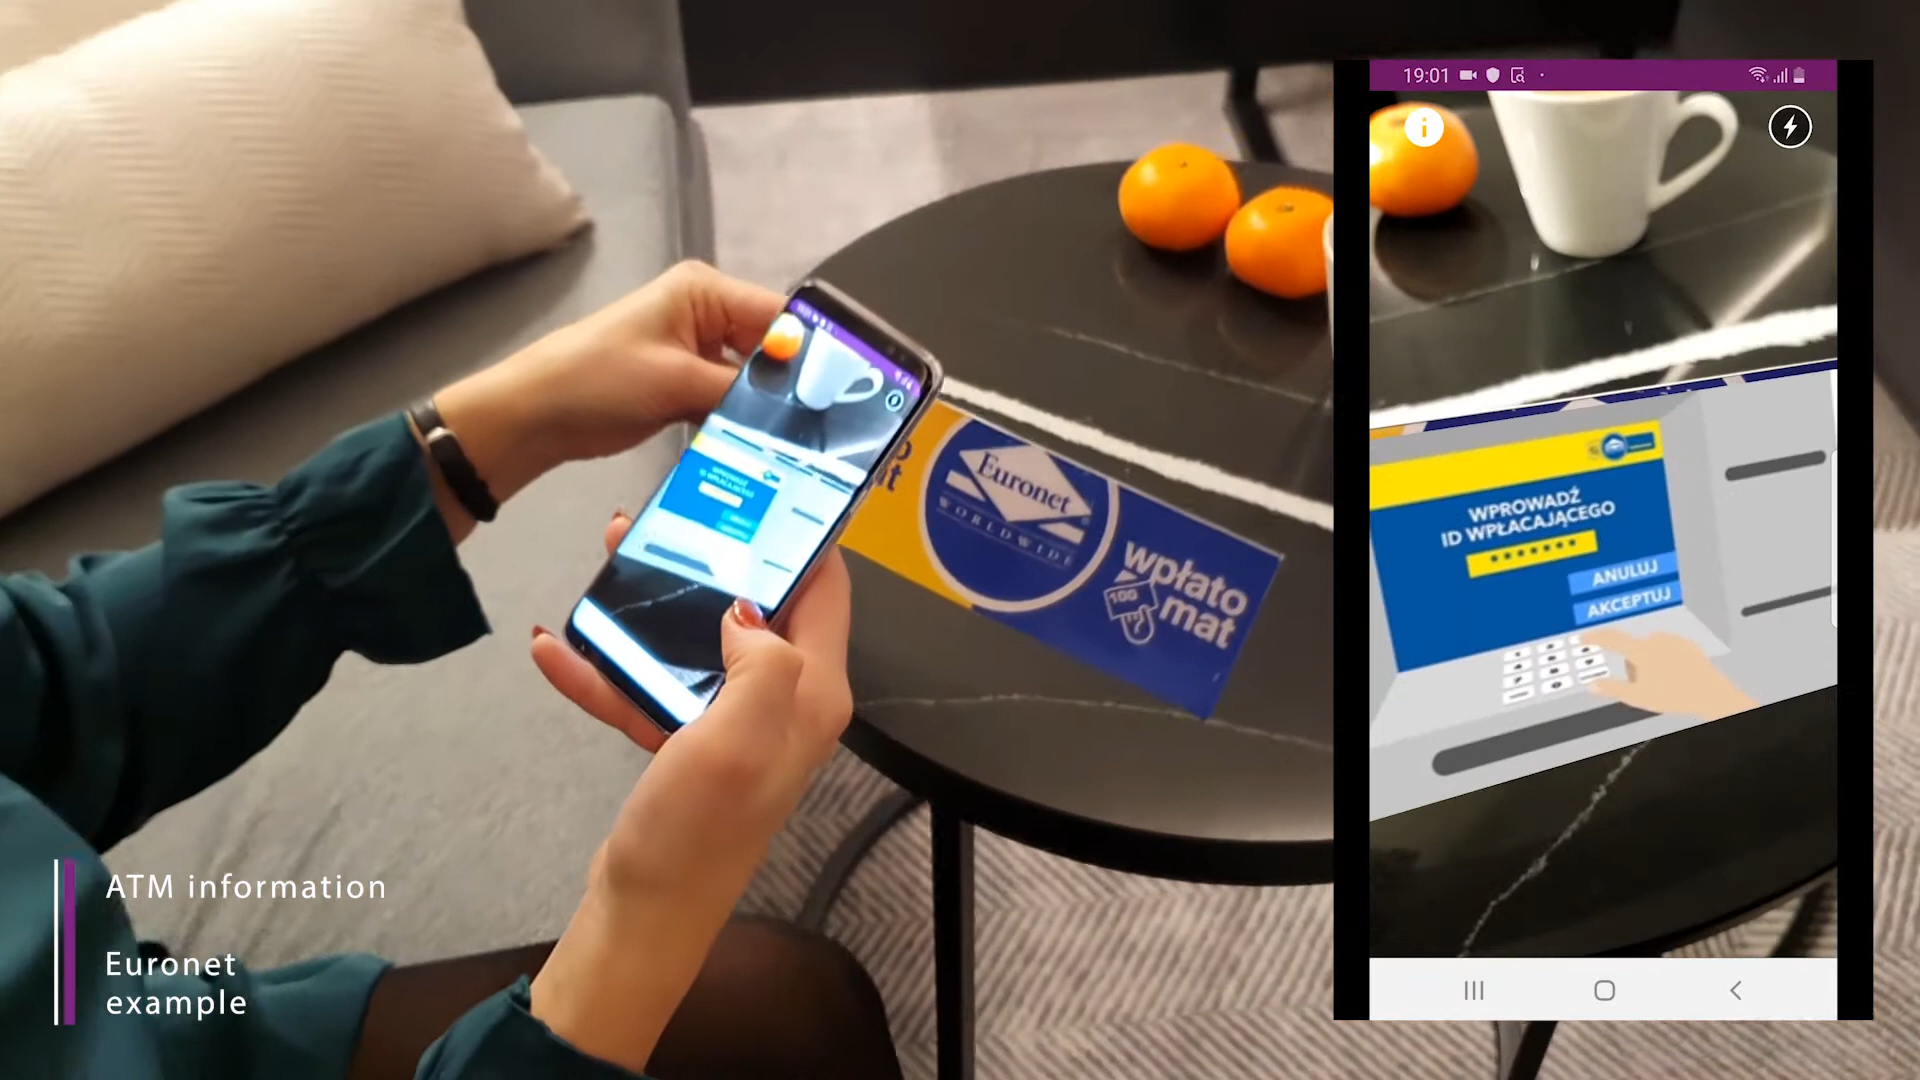 19:01
Euronet
WORLDWIDE
wpłato
mat
100
WPROWADŹ
ID WPŁACAJĄCEGO
*******
ANULUJ
AKCEPTUJ
ATM information
Euronet
example